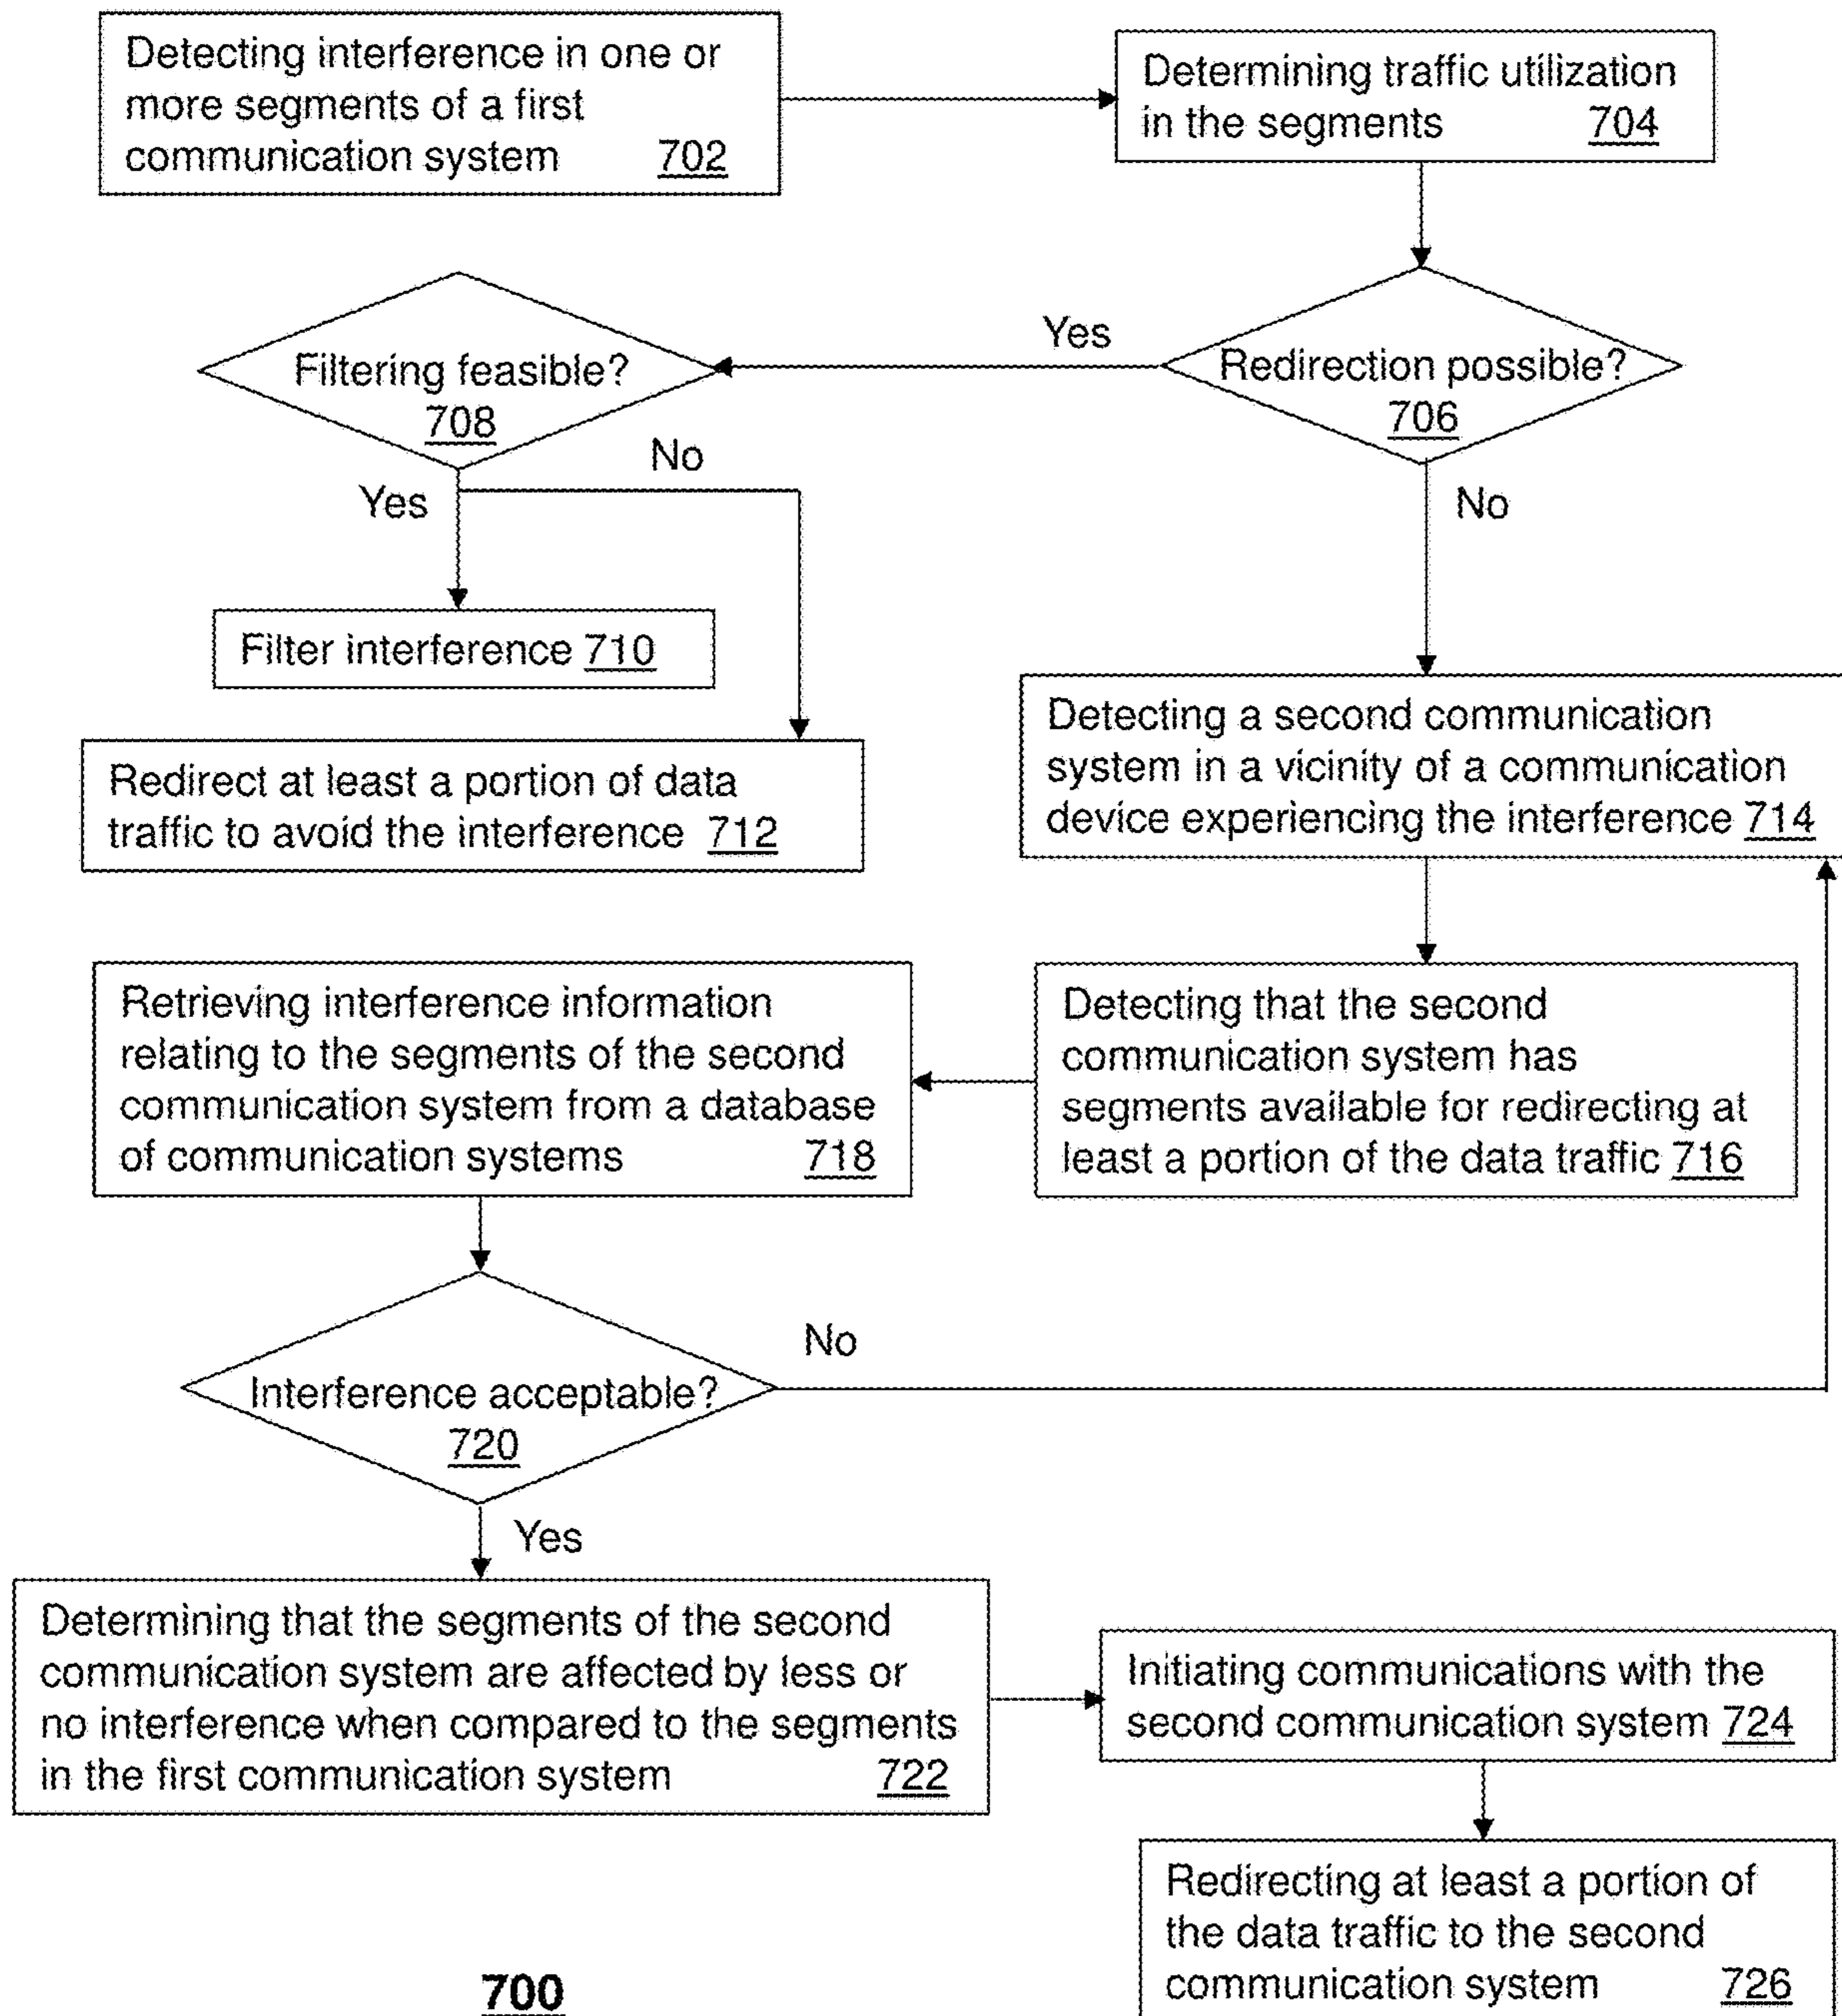 Detecting interference in one or
more segments of a first
communication system 702
Determining traffic utilization
in the segments 704
Redirection possible?
706
Yes
No
Filtering feasible?
708
Yes
No
Filter interference 710
Redirect at least a portion of data
traffic to avoid the interference 712
Detecting a second communication
system in a vicinity of a communication
device experiencing the interference 714
Detecting that the second
communication system has
segments available for redirecting at
least a portion of the data traffic 716
Retrieving interference information
relating to the segments of the second
communication system from a database
of communication systems 718
Interference acceptable?
720
No
Yes
Determining that the segments of the second
communication system are affected by less or
no interference when compared to the segments
in the first communication system 722
Initiating communications with the
second communication system 724
Redirecting at least a portion of
the data traffic to the second
communication system 726
700